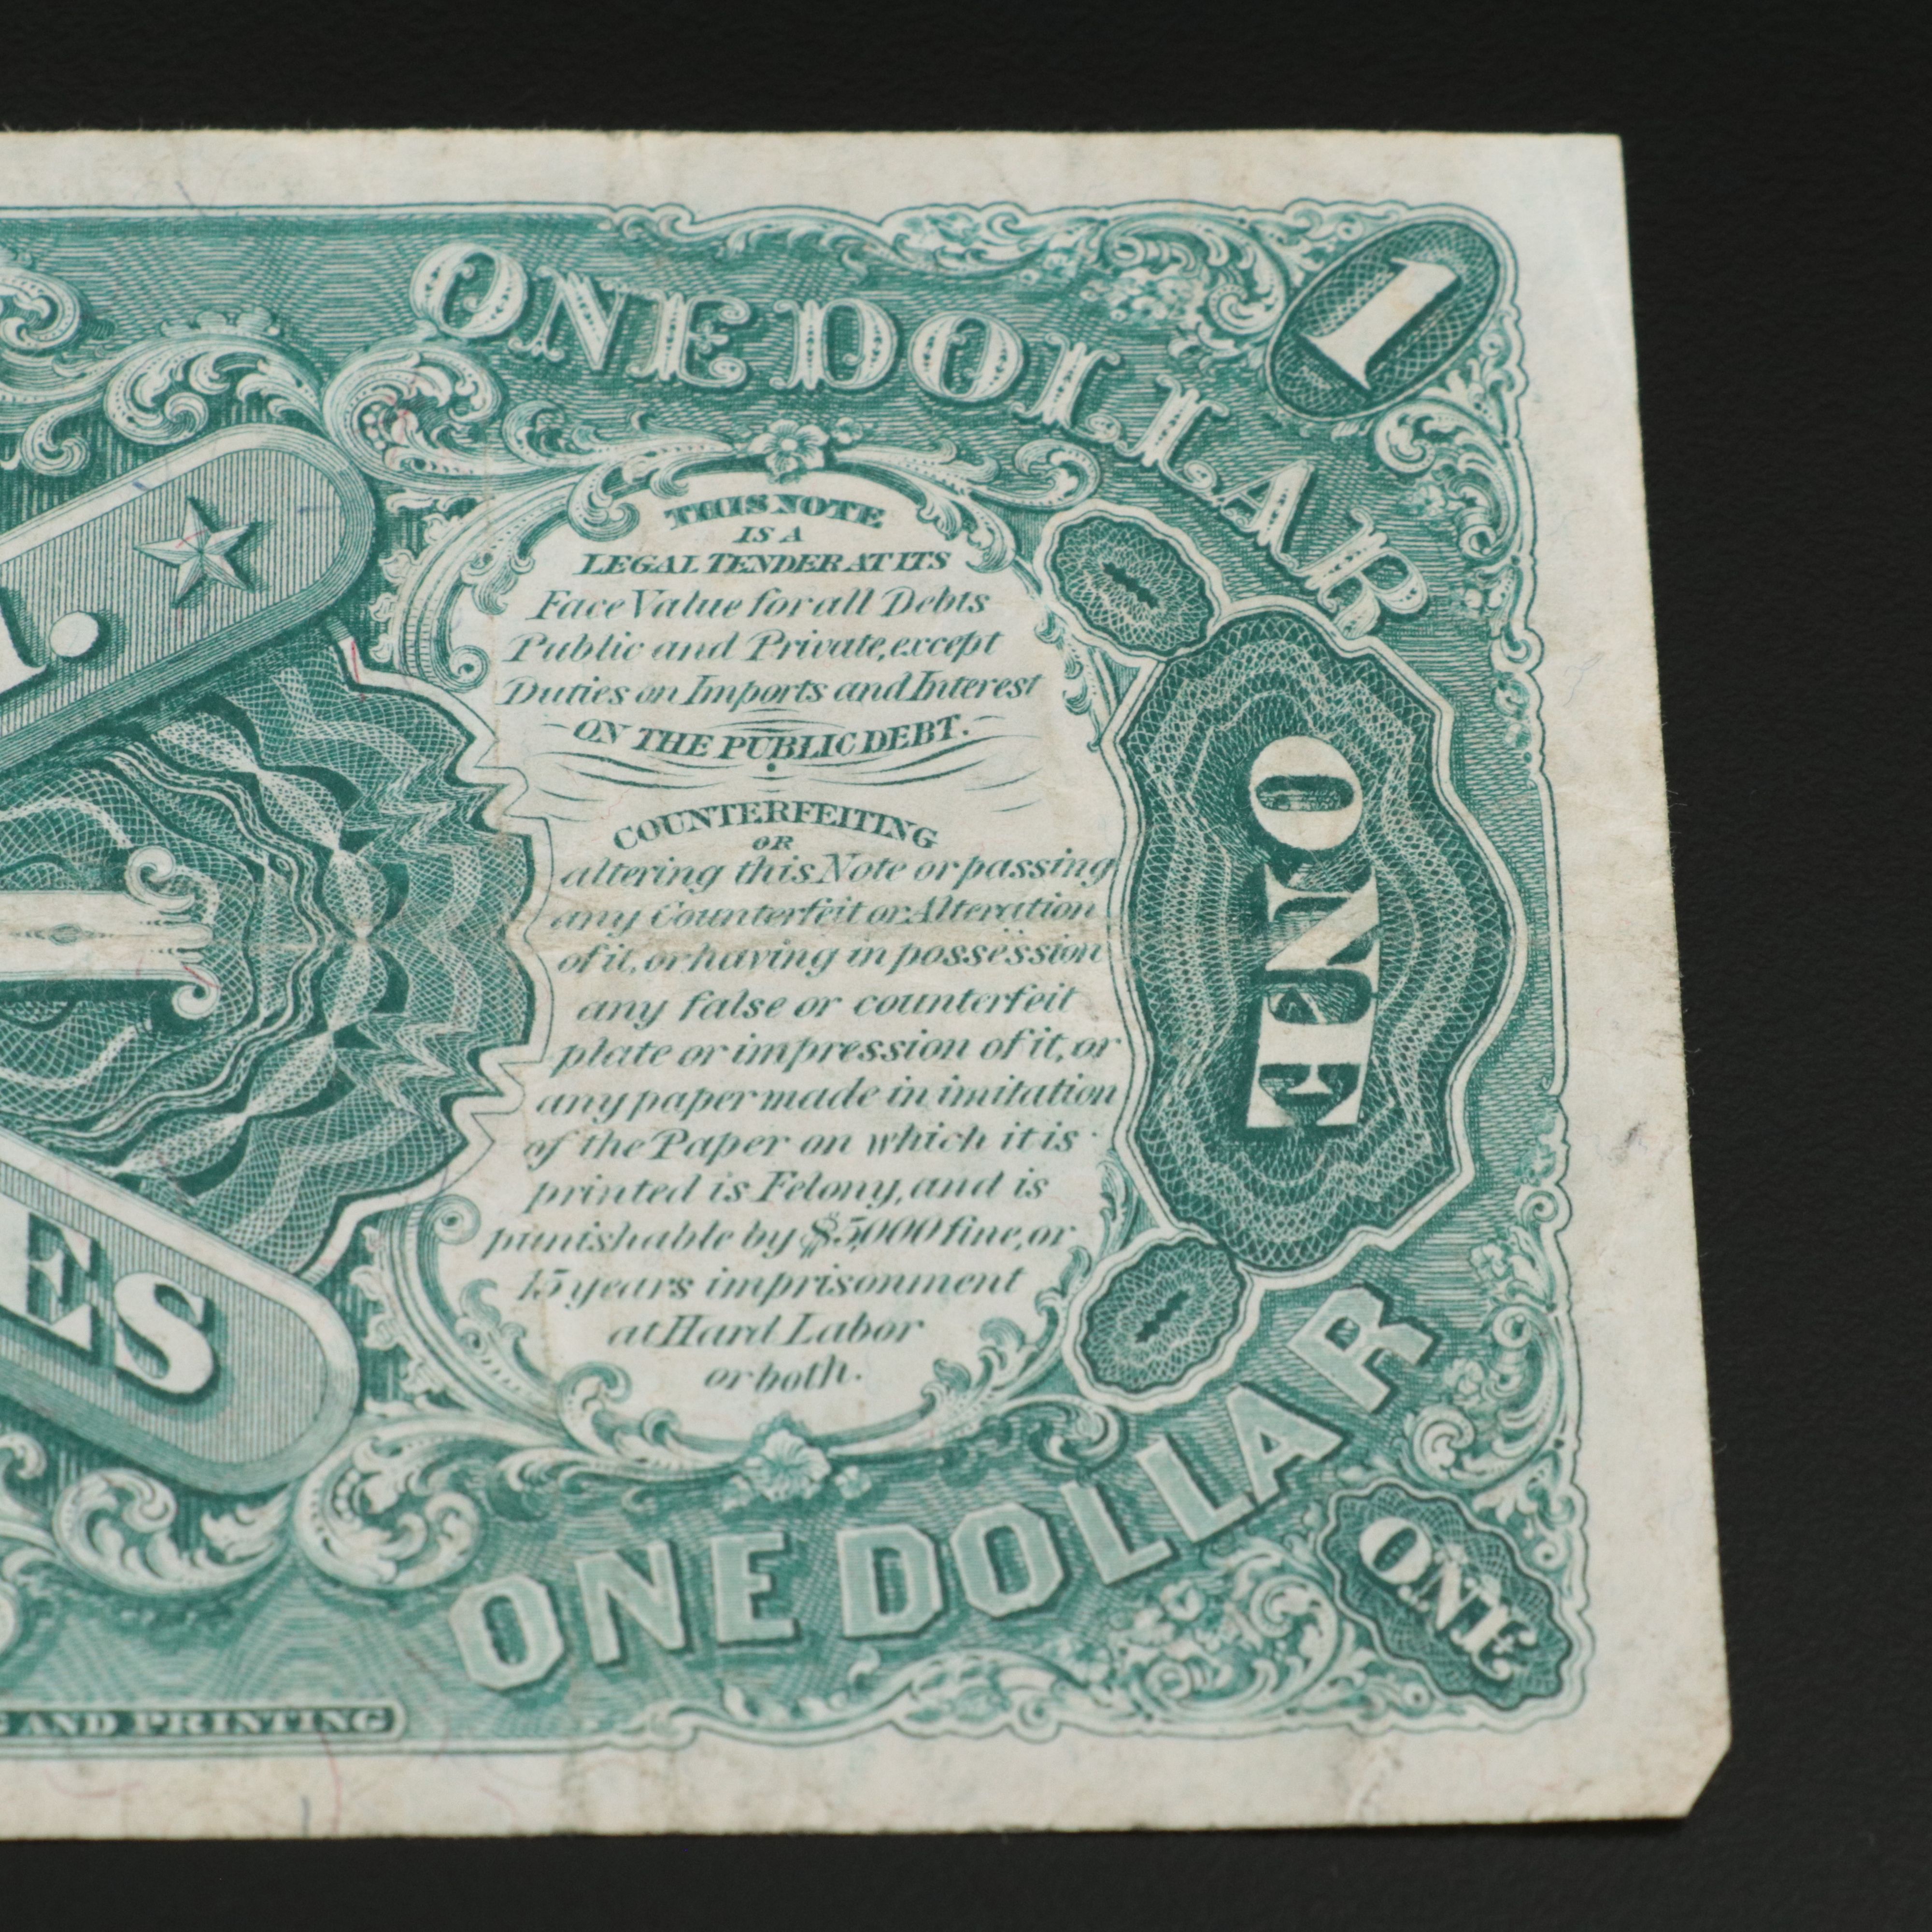 ONE DOLLAR
1
THIS NOTE
IS A
LEGAL TENDER AT ITS
Face Value for all Debts
Public and Private, except
Duties on Imports and Interest
ON THE PUBLIC DEBT.
COUNTERFEITING
OR
altering this Note or passing
any Counterfeit or Alteration
of it, or having in possession
any false or counterfeit
plate or impression of it, or
any paper made in imitation
of the Paper on which it is
printed is Felony, and is
punishable by $5,000 fine, or
15 years imprisonment
at Hard Labor
or both.
ONE
ES
ONE DOLLAR
ONE
AND PRINTING